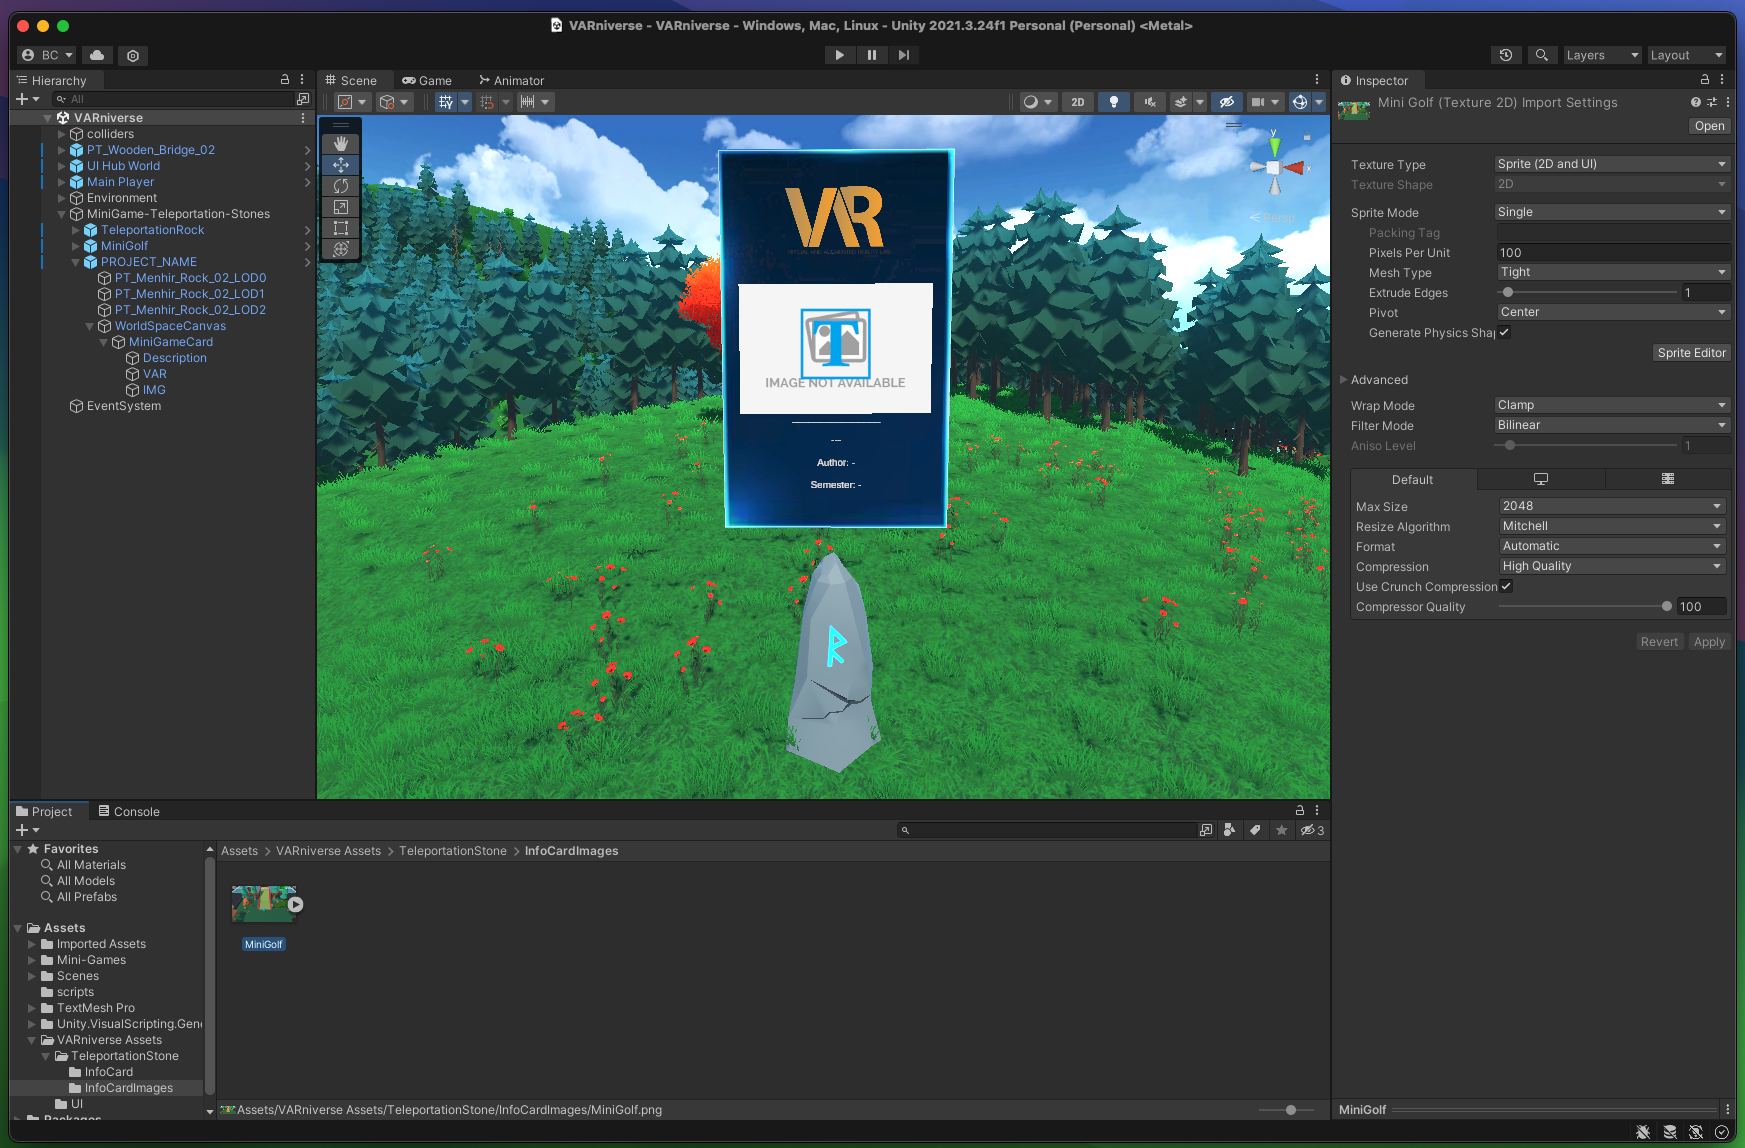 VARniverse - VARniverse - Windows, Mac, Linux - Unity 2021.3.24f1 Personal (Personal) <Metal>
BC
Layers
Layout
Hierarchy
All
VARniverse
colliders
PT_Wooden_Bridge_02
UI Hub World
Main Player
Environment
MiniGame-Teleportation-Stones
TeleportationRock
MiniGolf
PROJECT_NAME
PT_Menhir_Rock_02_LOD0
PT_Menhir_Rock_02_LOD1
PT_Menhir_Rock_02_LOD2
WorldSpaceCanvas
MiniGameCard
Description
VAR
IMG
EventSystem
Scene
Game
Animator
2D
y
x
Persp
VAR
IMAGE NOT AVAILABLE
T
---
Author: -
Semester: -
Inspector
Mini Golf (Texture 2D) Import Settings
Open
Texture Type
Sprite (2D and UI)
Texture Shape
2D
Sprite Mode
Single
Packing Tag
Pixels Per Unit
100
Mesh Type
Tight
Extrude Edges
1
Pivot
Center
Generate Physics Shap
Sprite Editor
Advanced
Wrap Mode
Clamp
Filter Mode
Bilinear
Aniso Level
1
Default
Max Size
2048
Resize Algorithm
Mitchell
Format
Automatic
Compression
High Quality
Use Crunch Compression
Compressor Quality
100
Revert
Apply
Project
Console
3
Favorites
All Materials
All Models
All Prefabs
Assets
Imported Assets
Mini-Games
Scenes
scripts
TextMesh Pro
Unity.VisualScripting.Gene
VARniverse Assets
TeleportationStone
InfoCard
InfoCardImages
UI
Packages
Assets > VARniverse Assets > TeleportationStone > InfoCardImages
MiniGolf
Assets/VARniverse Assets/TeleportationStone/InfoCardImages/MiniGolf.png
MiniGolf